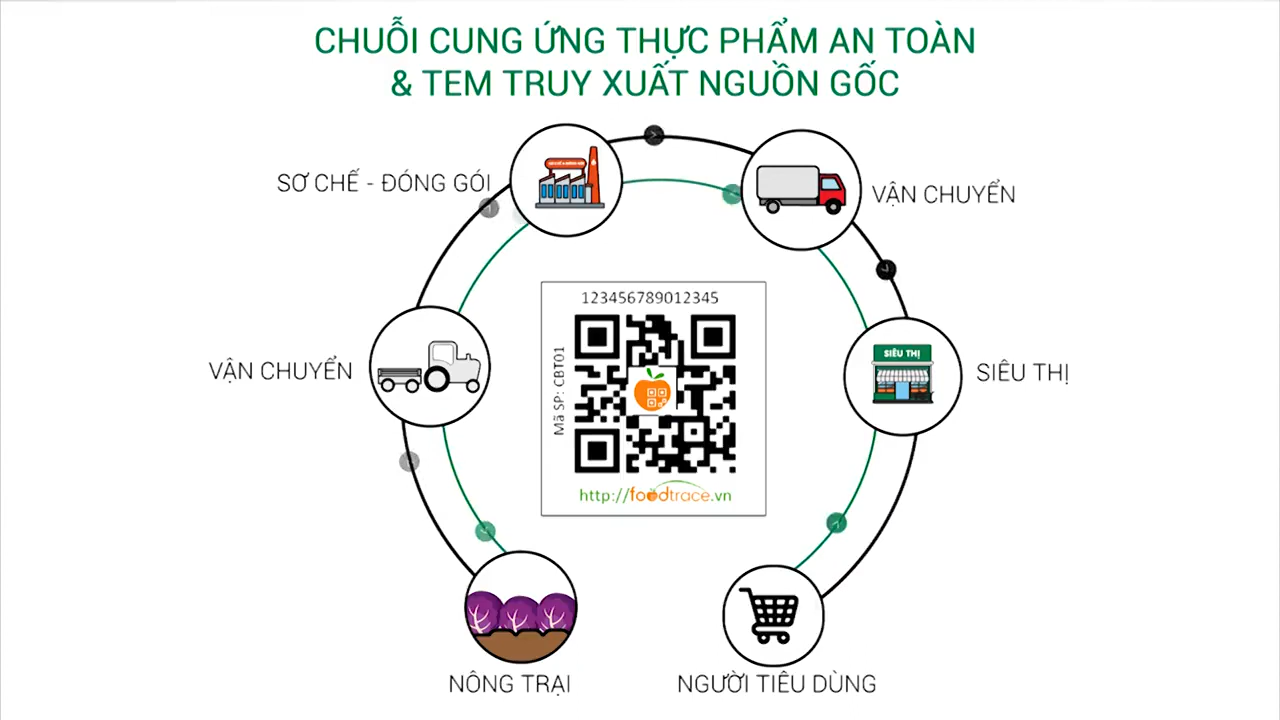 CHUỖI CUNG ỨNG THỰC PHẨM AN TOÀN
& TEM TRUY XUẤT NGUỒN GỐC
SƠ CHẾ - ĐÓNG GÓI
VẬN CHUYỂN
123456789012345
Mã SP: CBT01
SIÊU THỊ
VẬN CHUYỂN
SIÊU THỊ
http://foodtrace.vn
NÔNG TRẠI
NGƯỜI TIÊU DÙNG